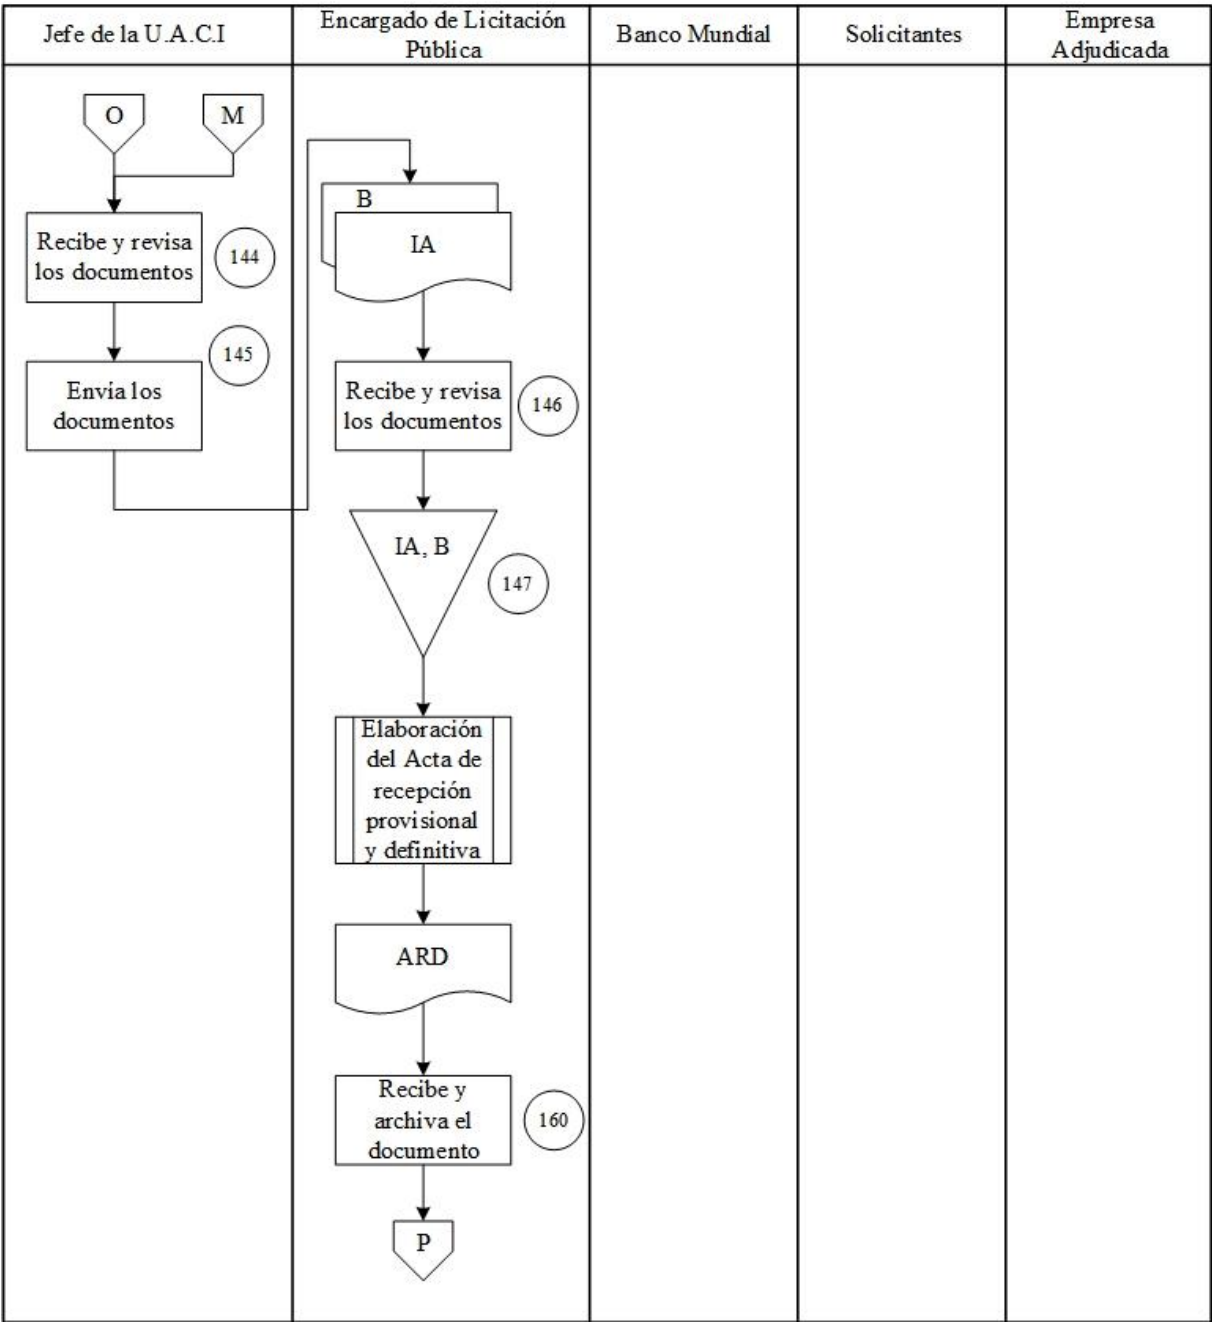 Jefe de la U.A.C.I
Encargado de Licitación
Pública
Banco Mundial
Solicitantes
Empresa
Adjudicada
O
M
Recibe y revisa
los documentos
144
145
Envía los
documentos
B
IA
Recibe y revisa
los documentos
146
IA, B
147
Elaboración
del Acta de
recepción
provisional
y definitiva
ARD
Recibe y
archiva el
documento
160
P